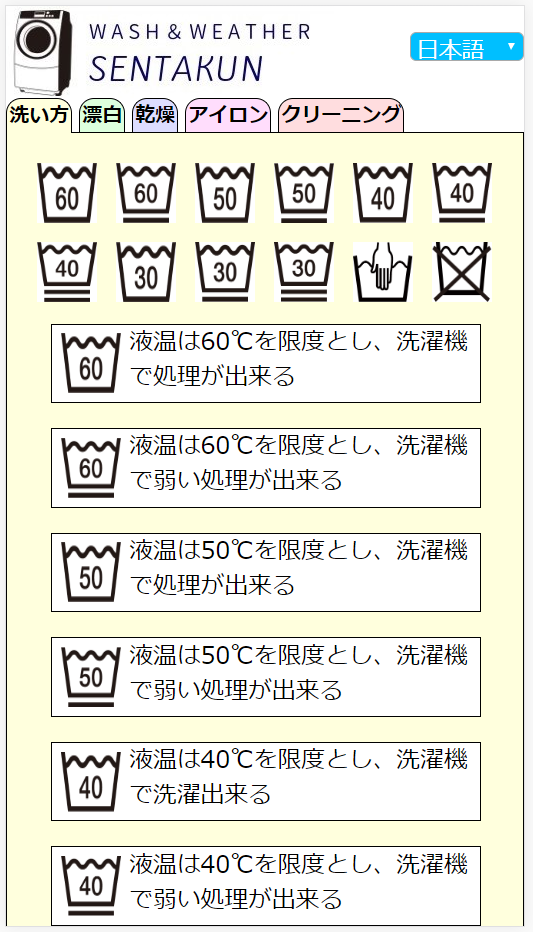 WASH & WEATHER
SENTAKUN
日本語
洗い方 漂白 乾燥 アイロン クリーニング
60 60 50 50 40 40
40 30 30 30
60 液温は60℃を限度とし、洗濯機
で処理が出来る
60 液温は60℃を限度とし、洗濯機
で弱い処理が出来る
50 液温は50℃を限度とし、洗濯機
で処理が出来る
50 液温は50℃を限度とし、洗濯機
で弱い処理が出来る
40 液温は40℃を限度とし、洗濯機
で洗濯出来る
40 液温は40℃を限度とし、洗濯機
で弱い処理が出来る